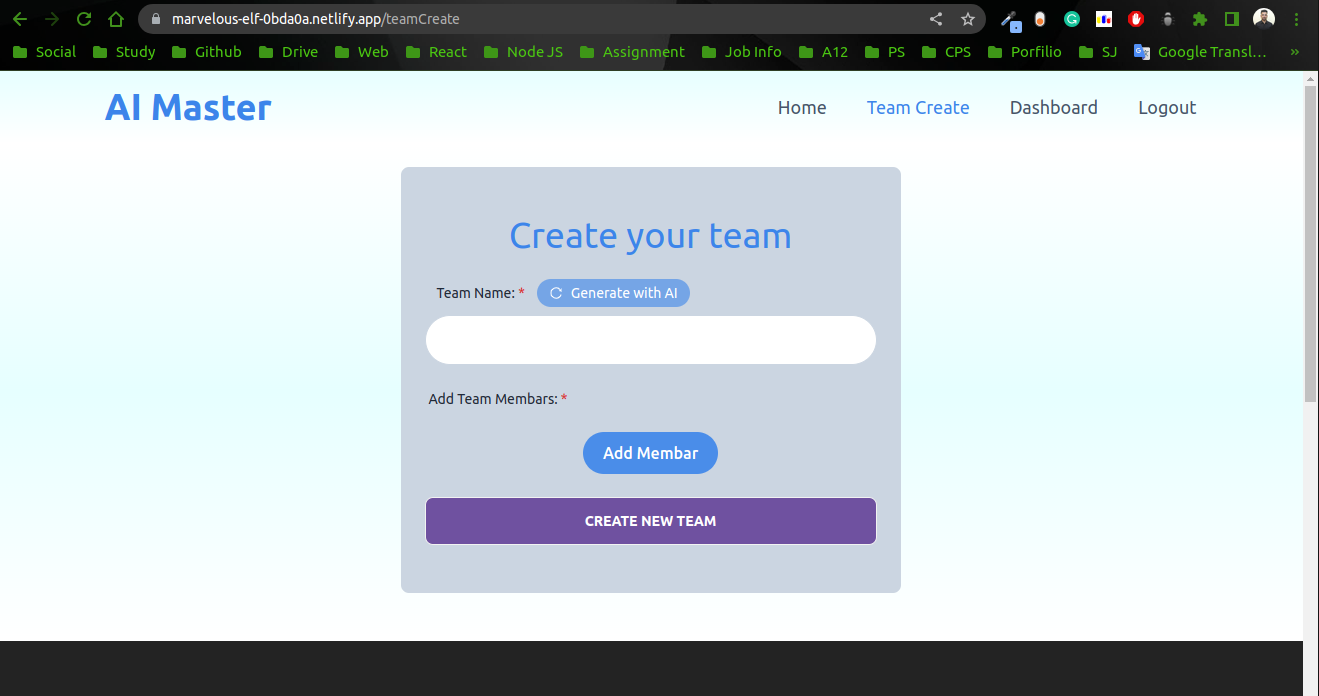 marvelous-elf-0bda0a.netlify.app/teamCreate
Social Study Github Drive Web React Node JS Assignment Job Info A12 PS CPS Porfilio SJ Google Transl... »
AI Master Home Team Create Dashboard Logout
Create your team
Team Name: * Generate with AI
Add Team Membars: *
Add Membar
CREATE NEW TEAM